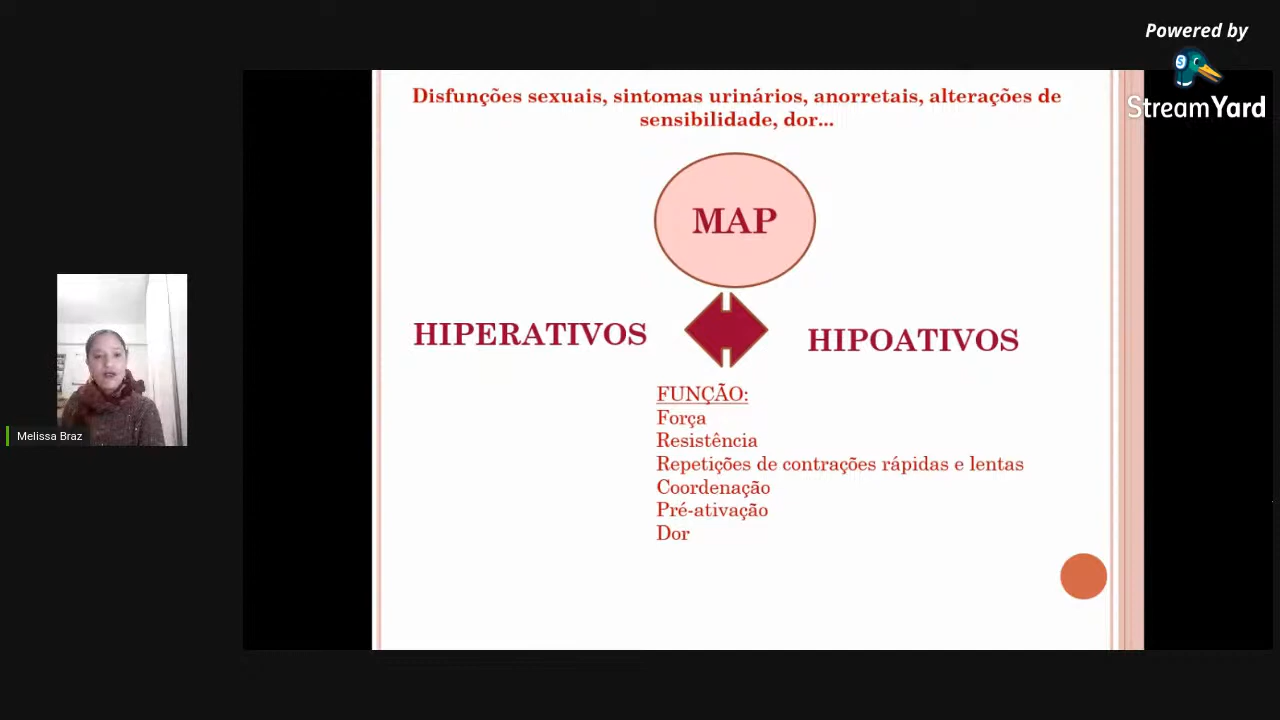 Powered by
StreamYard
Disfunções sexuais, sintomas urinários, anorretais, alterações de
sensibilidade, dor...
MAP
HIPERATIVOS
HIPOATIVOS
FUNÇÃO:
Força
Resistência
Repetições de contrações rápidas e lentas
Coordenação
Pré-ativação
Dor
Melissa Braz